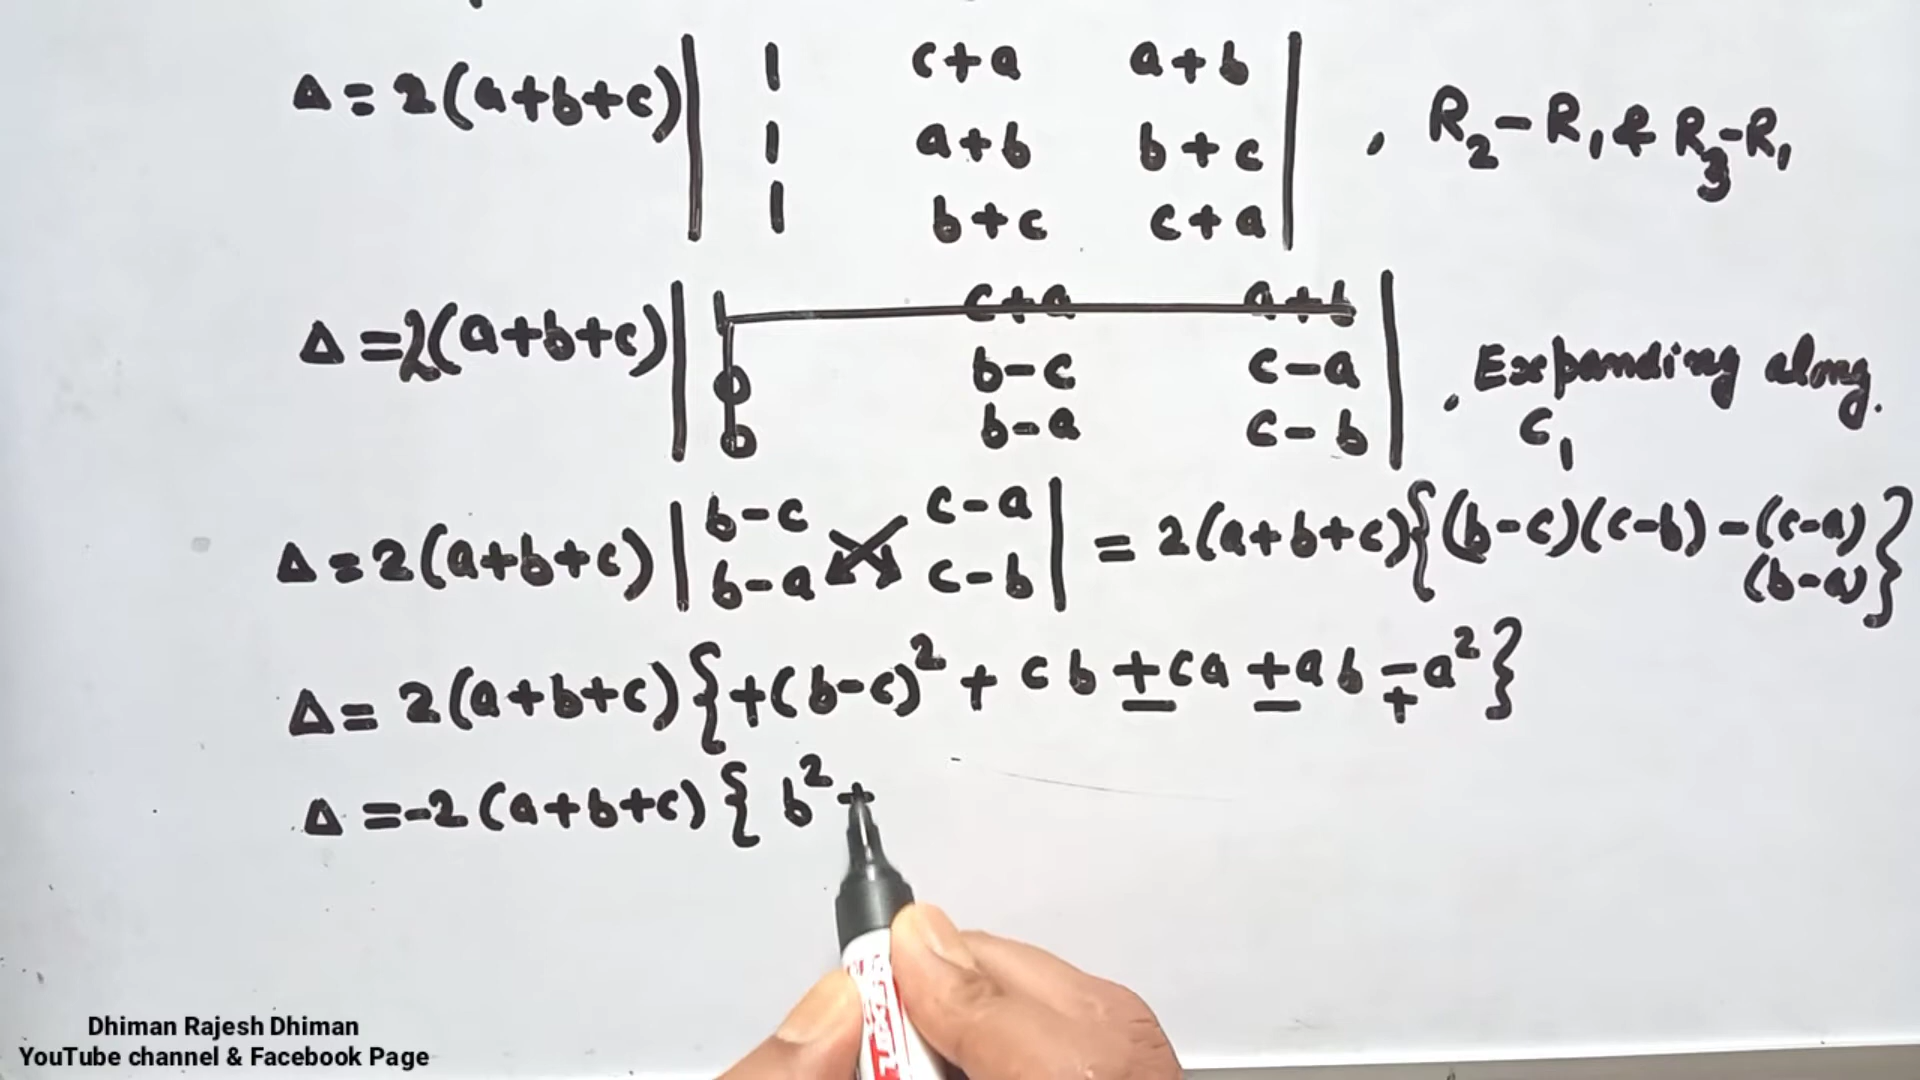 Δ = 2(a+b+c) | 1 c+a a+b |
| 1 a+b b+c | , R₂-R₁ & R₃-R₁
| 1 b+c c+a |
Δ = 2(a+b+c) | 1 c+a a+b |
| 0 b-c c-a | , Expanding along C₁
| 0 b-a c-b |
Δ = 2(a+b+c) | b-c c-a | = 2(a+b+c){(b-c)(c-b) -(c-a)
| b-a c-b | (b-a)}
Δ = 2(a+b+c) {+(b-c)² + cb ± ca ± ab ∓ a²}
Δ = -2(a+b+c) { b² +
Dhiman Rajesh Dhiman
YouTube channel & Facebook Page